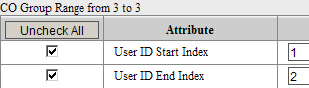 CO Group Range from 3 to 3
Uncheck All Attribute
User ID Start Index 1
User ID End Index 2